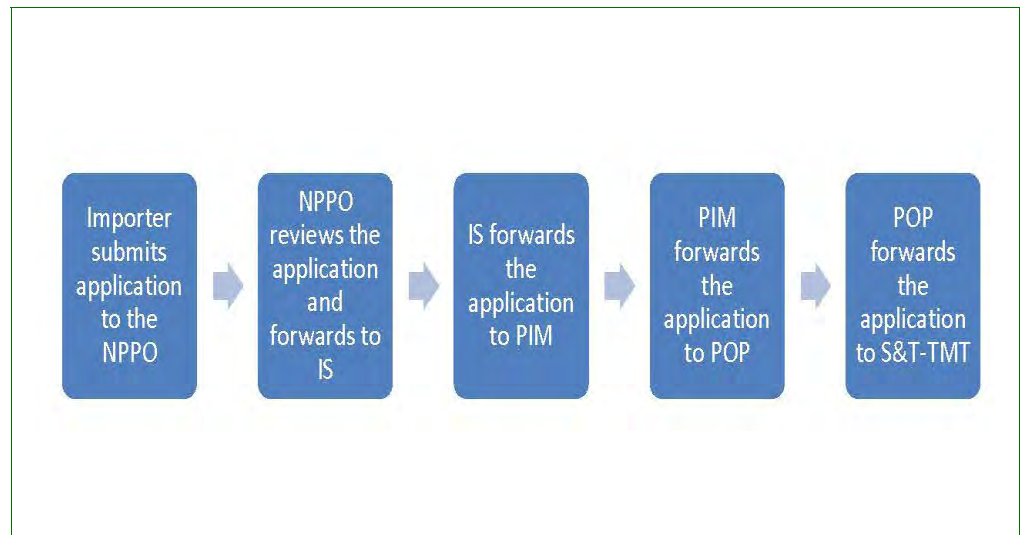 Importer
submits
application
to the
NPPO
NPPO
reviews the
application
and
forwards to
IS
IS forwards
the
application
to PIM
PIM
forwards
the
application
to POP
POP
forwards
the
application
to S&T-TMT